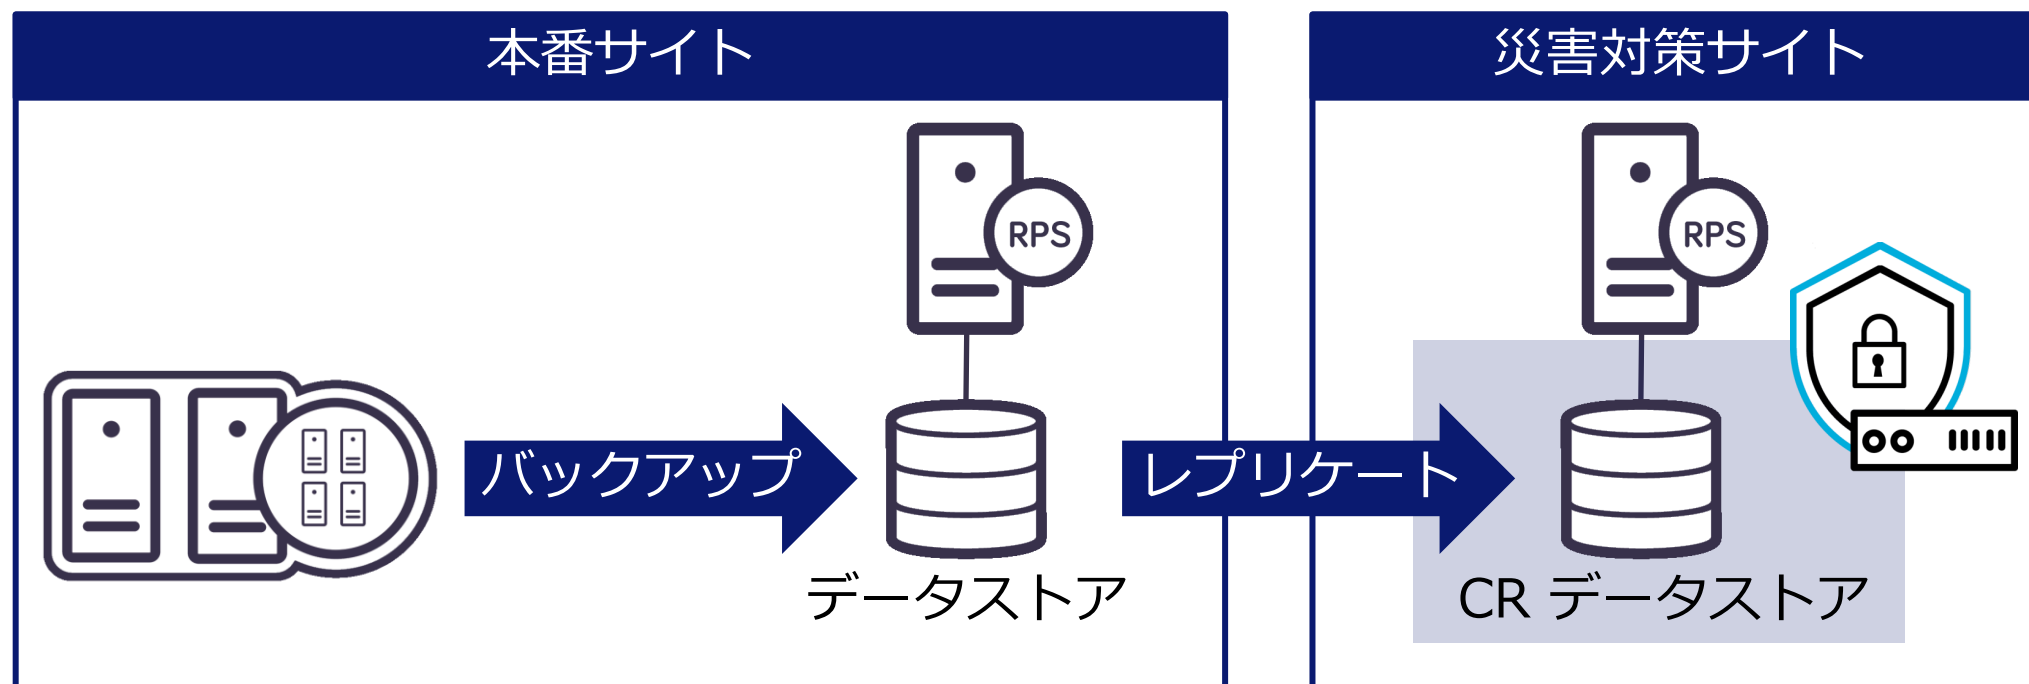 本番サイト
災害対策サイト
RPS
RPS
バックアップ
レプリケート
データストア
CR データストア